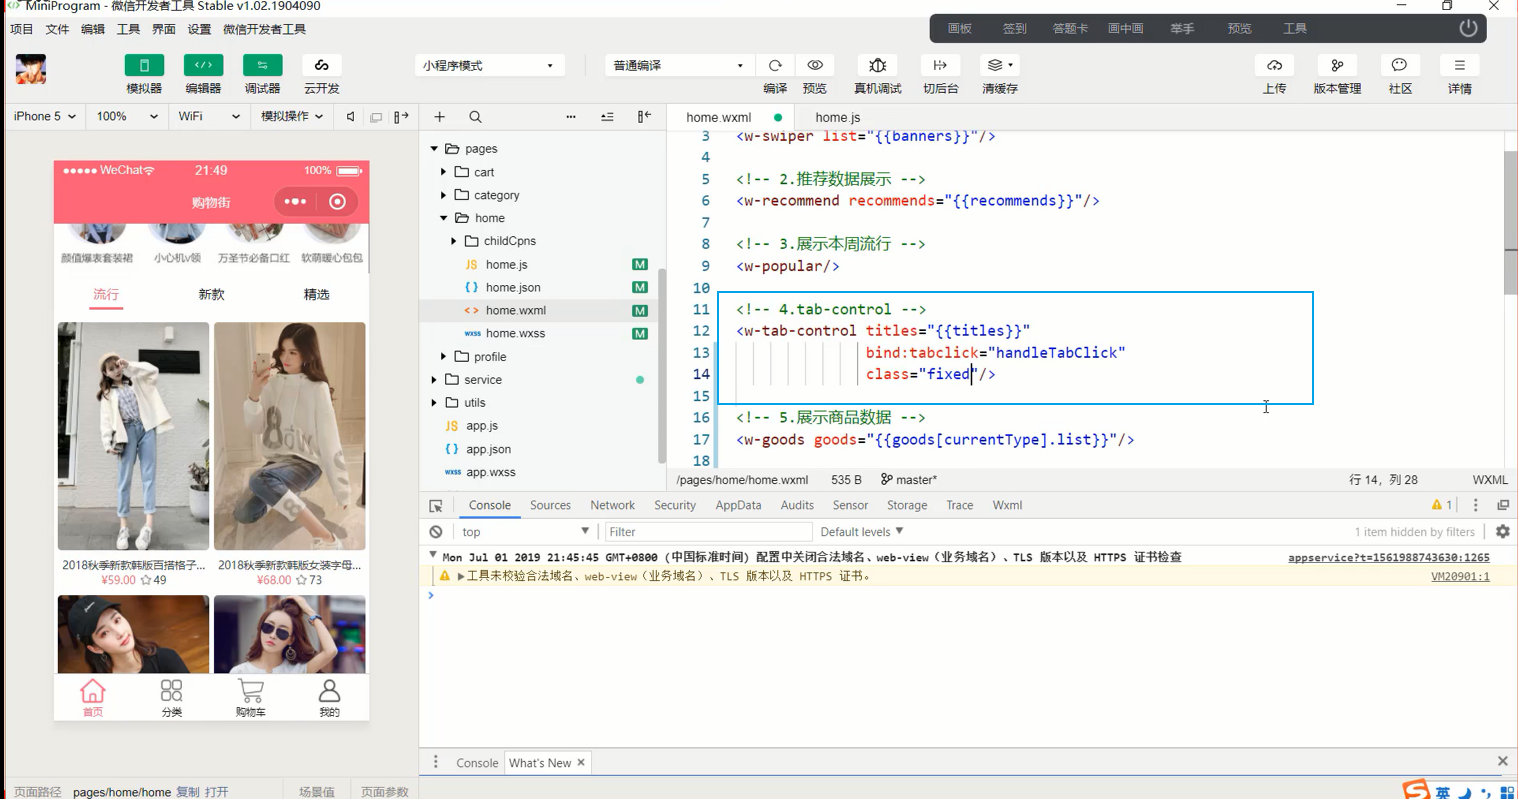 MiniProgram - 微信开发者工具 Stable v1.02.1904090
项目 文件 编辑 工具 界面 设置 微信开发者工具
画板 签到 答题卡 画中画 举手 预览 工具
小程序模式 普通编译
模拟器 编辑器 调试器 云开发 编译 预览 真机调试 切后台 清缓存 上传 版本管理 社区 详情
iPhone 5 100% WiFi 模拟操作
WeChat 21:49 100%
购物街
颜值爆表套装裙 小心机v领 万圣节必备口红 软萌暖心包包
流行 新款 精选
2018秋季新款韩版百搭格子... 2018秋季新款韩版女装字母...
¥59.00 49 ¥68.00 73
首页 分类 购物车 我的
页面路径 pages/home/home 复制 打开 场景值 页面参数
pages
cart
category
home
childCpns
home.js M
home.json M
home.wxml M
home.wxss M
profile
service
utils
app.js
app.json
app.wxss
home.wxml home.js
3 <w-swiper list="{{banners}}"/>
4
5 <!-- 2.推荐数据展示 -->
6 <w-recommend recommends="{{recommends}}"/>
7
8 <!-- 3.展示本周流行 -->
9 <w-popular/>
10
11 <!-- 4.tab-control -->
12 <w-tab-control titles="{{titles}}"
13 bind:tabclick="handleTabClick"
14 class="fixed"/>
15
16 <!-- 5.展示商品数据 -->
17 <w-goods goods="{{goods[currentType].list}}"/>
18
/pages/home/home.wxml 535 B master* 行 14, 列 28 WXML
Console Sources Network Security AppData Audits Sensor Storage Trace Wxml 1
top Filter Default levels 1 item hidden by filters
Mon Jul 01 2019 21:45:45 GMT+0800 (中国标准时间) 配置中关闭合法域名、web-view（业务域名）、TLS 版本以及 HTTPS 证书检查 appservice?t=1561988743630:1265
工具未校验合法域名、web-view（业务域名）、TLS 版本以及 HTTPS 证书。 VM20901:1
Console What's New
英